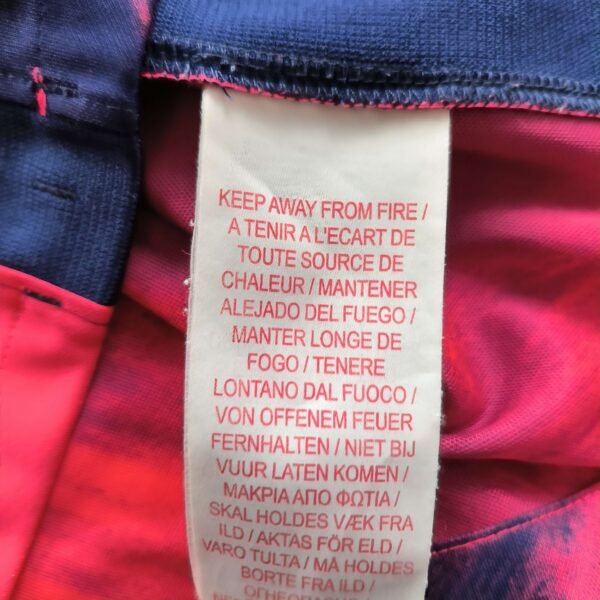 KEEP AWAY FROM FIRE /
A TENIR A L'ECART DE
TOUTE SOURCE DE
CHALEUR / MANTENER
ALEJADO DEL FUEGO /
MANTER LONGE DE
FOGO / TENERE
LONTANO DAL FUOCO /
VON OFFENEM FEUER
FERNHALTEN / NIET BIJ
VUUR LATEN KOMEN /
ΜΑΚΡΙΑ ΑΠΟ ΦΩΤΙΑ /
SKAL HOLDES VÆK FRA
ILD / AKTAS FÖR ELD /
VARO TULTA / MÅ HOLDES
BORTE FRA ILD /